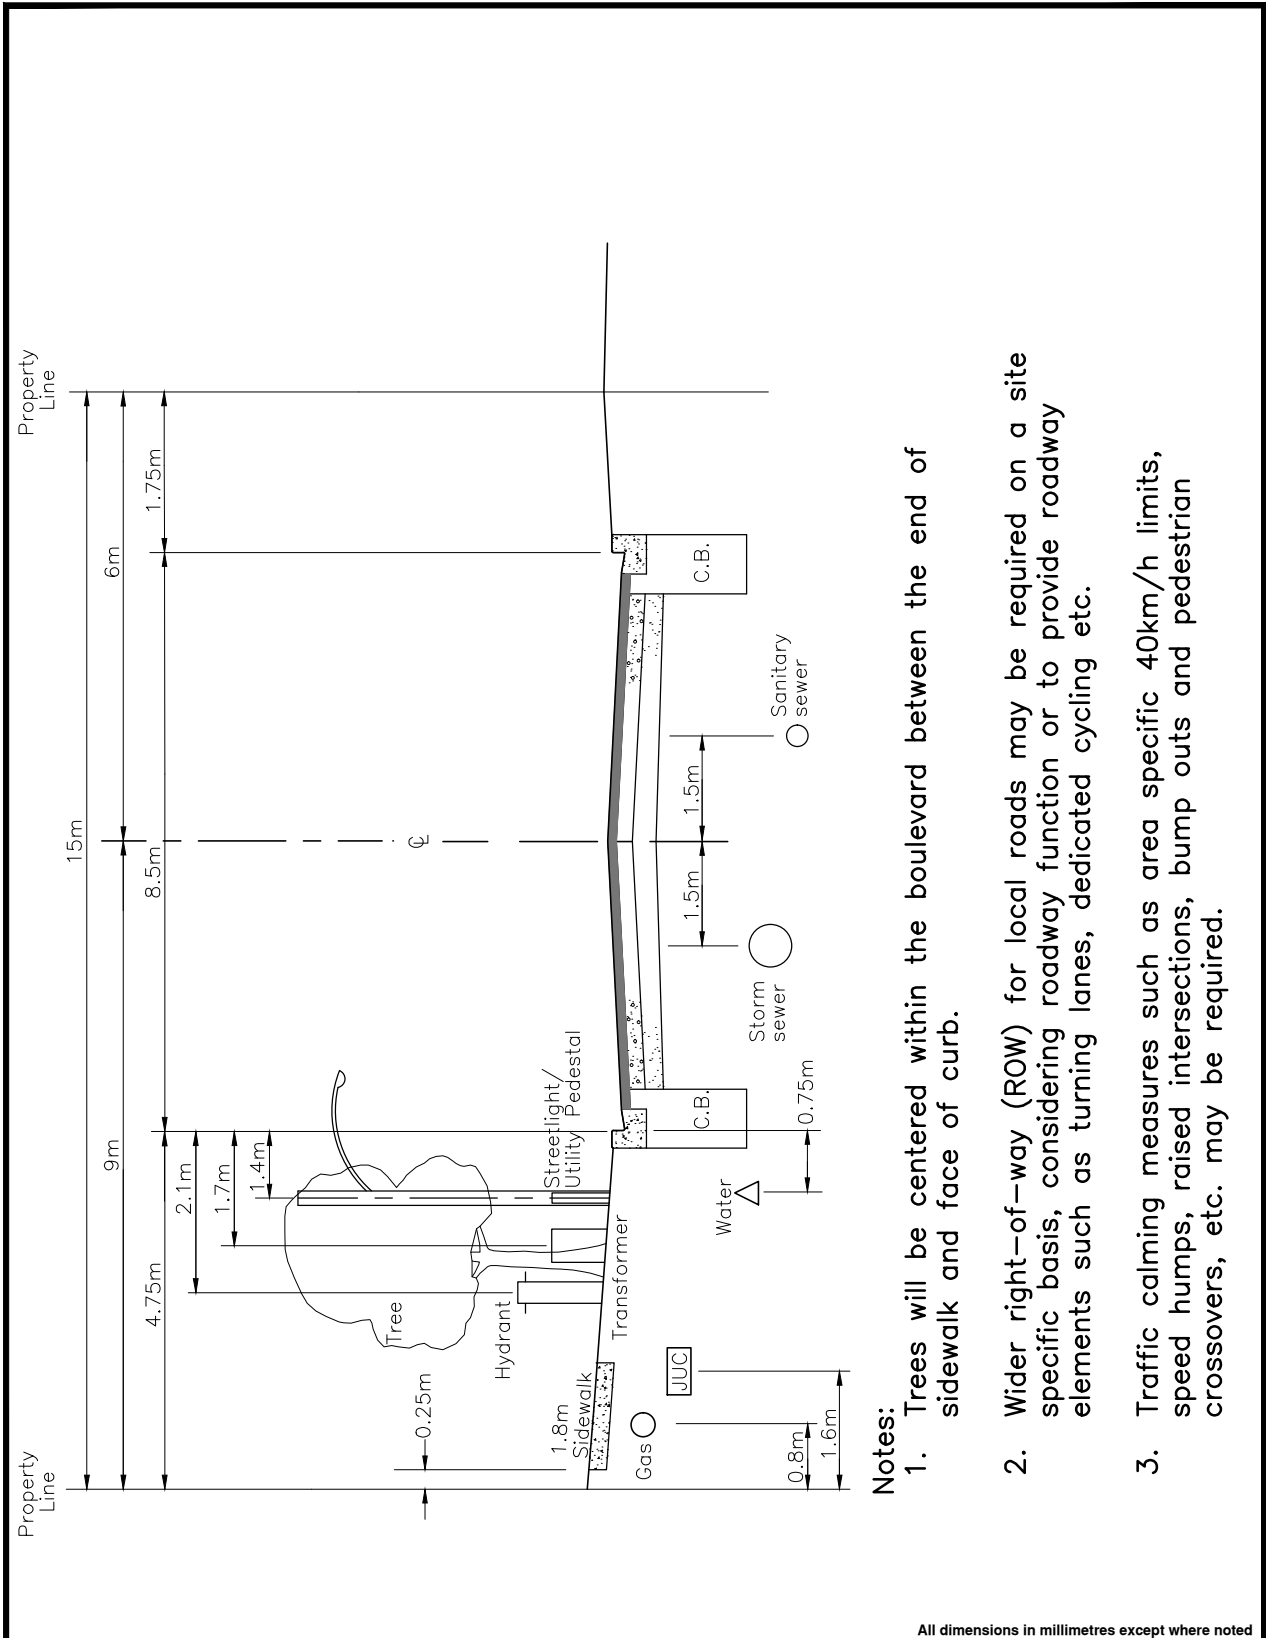 Property
Line
Property
Line
15m
9m
6m
4.75m
8.5m
1.75m
2.1m
1.7m
1.4m
0.25m
℄
Tree
Hydrant
Streetlight/
Utility Pedestal
1.8m
Sidewalk
Transformer
Gas
JUC
C.B.
C.B.
1.5m
1.5m
Water
Storm
sewer
Sanitary
sewer
0.8m
1.6m
0.75m
Notes:
1. Trees will be centered within the boulevard between the end of
sidewalk and face of curb.
2. Wider right-of-way (ROW) for local roads may be required on a site
specific basis, considering roadway function or to provide roadway
elements such as turning lanes, dedicated cycling etc.
3. Traffic calming measures such as area specific 40km/h limits,
speed humps, raised intersections, bump outs and pedestrian
crossovers, etc. may be required.
All dimensions in millimetres except where noted